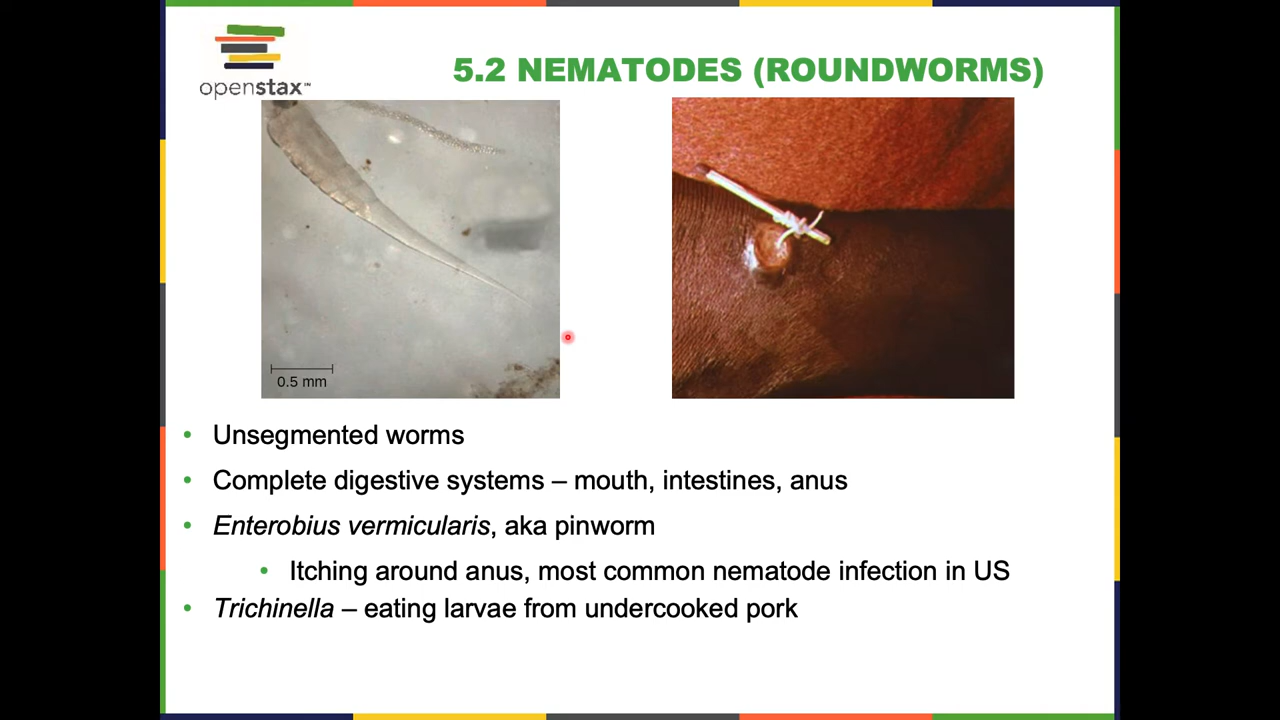 openstax™
5.2 NEMATODES (ROUNDWORMS)
0.5 mm
• Unsegmented worms
• Complete digestive systems – mouth, intestines, anus
• Enterobius vermicularis, aka pinworm
• Itching around anus, most common nematode infection in US
• Trichinella – eating larvae from undercooked pork